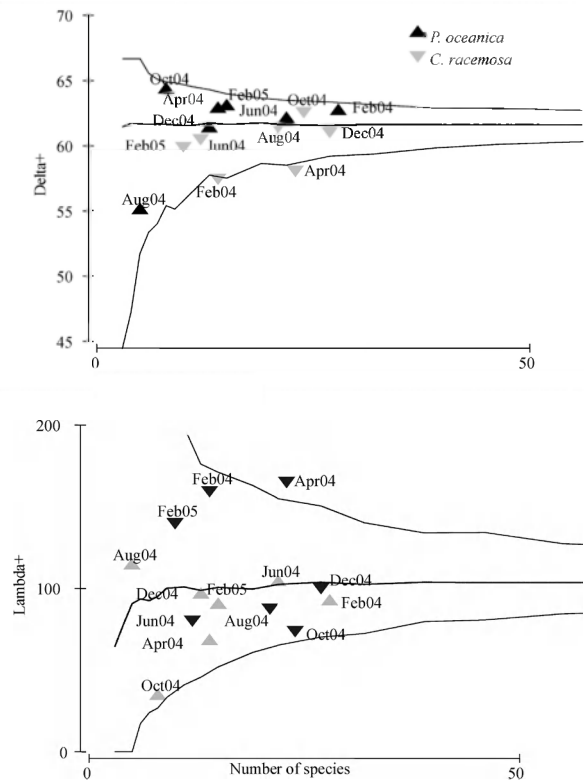 70
P. oceanica
C. racemosa
65
Oct04
Apr04
Feb05
Jun04
Oct04
Feb04
Dec04
60
Feb05
Jun04
Aug04
Dec04
Delta+
Aug04
Feb04
Apr04
55
50
45
0
50
200
Feb04
Apr04
Feb05
Aug04
Jun04
100
Dec04
Feb05
Dec04
Feb04
Lambda+
Jun04
Aug04
Apr04
Oct04
Oct04
0
0
Number of species
50